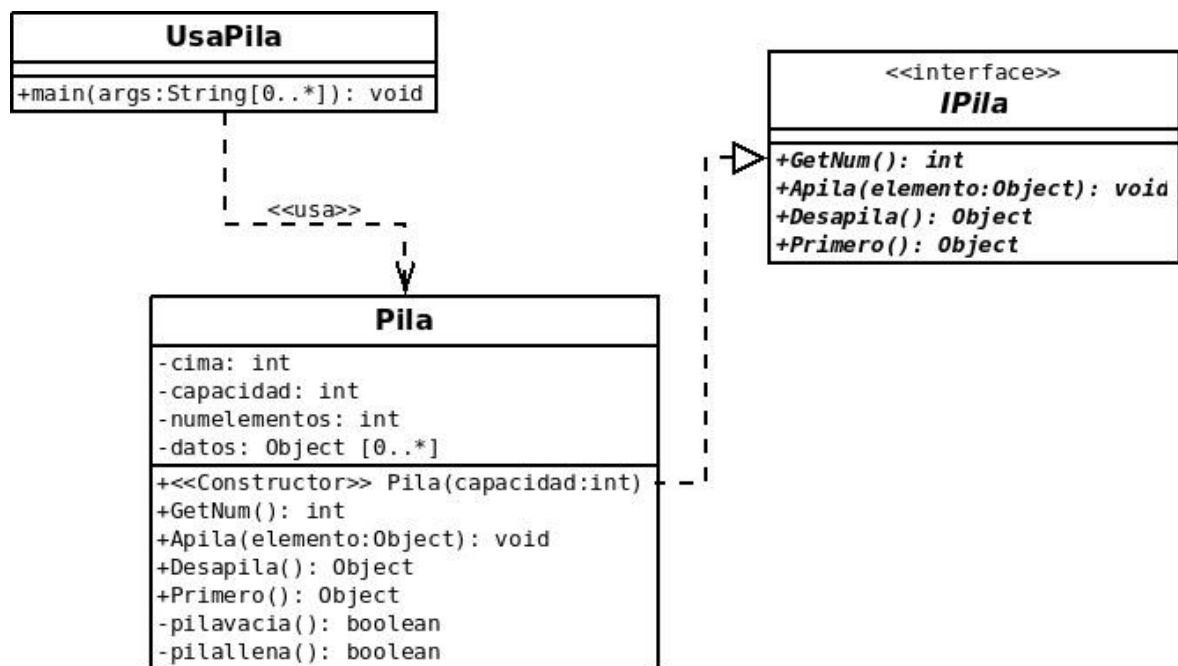 UsaPila
+main(args:String[0..*]): void
<<interface>>
IPila
+GetNum(): int
+Apila(elemento:Object): void
+Desapila(): Object
+Primero(): Object
<<usa>>
Pila
-cima: int
-capacidad: int
-numelementos: int
-datos: Object [0..*]
+<<Constructor>> Pila(capacidad:int)
+GetNum(): int
+Apila(elemento:Object): void
+Desapila(): Object
+Primero(): Object
-pilavacia(): boolean
-pilallena(): boolean